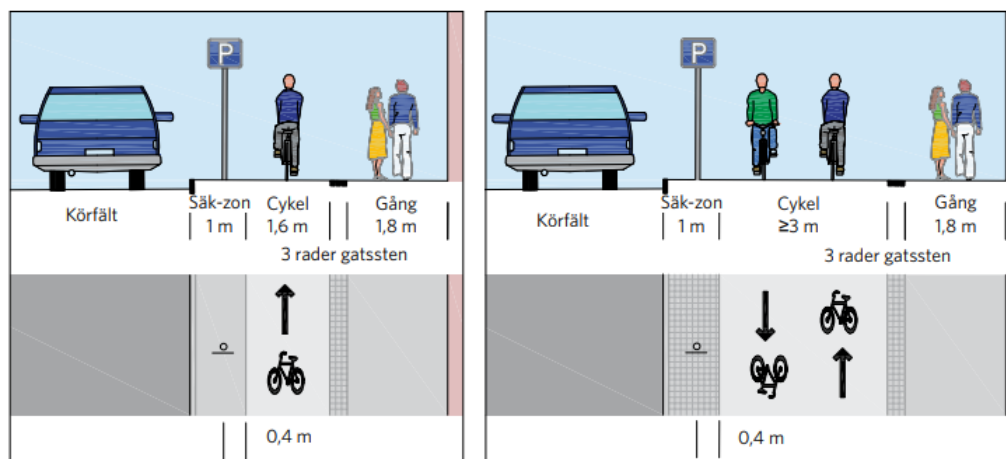 P
Körfält
Säk-zon
1 m
Cykel
1,6 m
Gång
1,8 m
3 rader gatssten
0,4 m
P
Körfält
Säk-zon
1 m
Cykel
≥3 m
Gång
1,8 m
3 rader gatssten
0,4 m